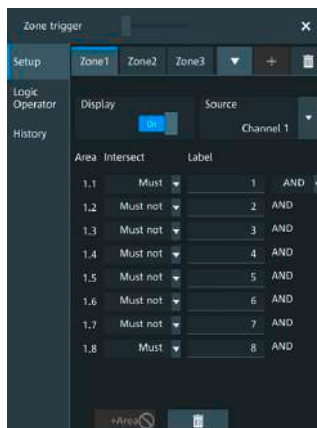 Zone trigger
Setup Zone1 Zone2 Zone3
Logic
Operator
History
Display Source
On Channel 1
Area Intersect Label
1.1 Must 1 AND
1.2 Must not 2 AND
1.3 Must not 3 AND
1.4 Must not 4 AND
1.5 Must not 5 AND
1.6 Must not 6 AND
1.7 Must not 7 AND
1.8 Must 8 AND
+Area